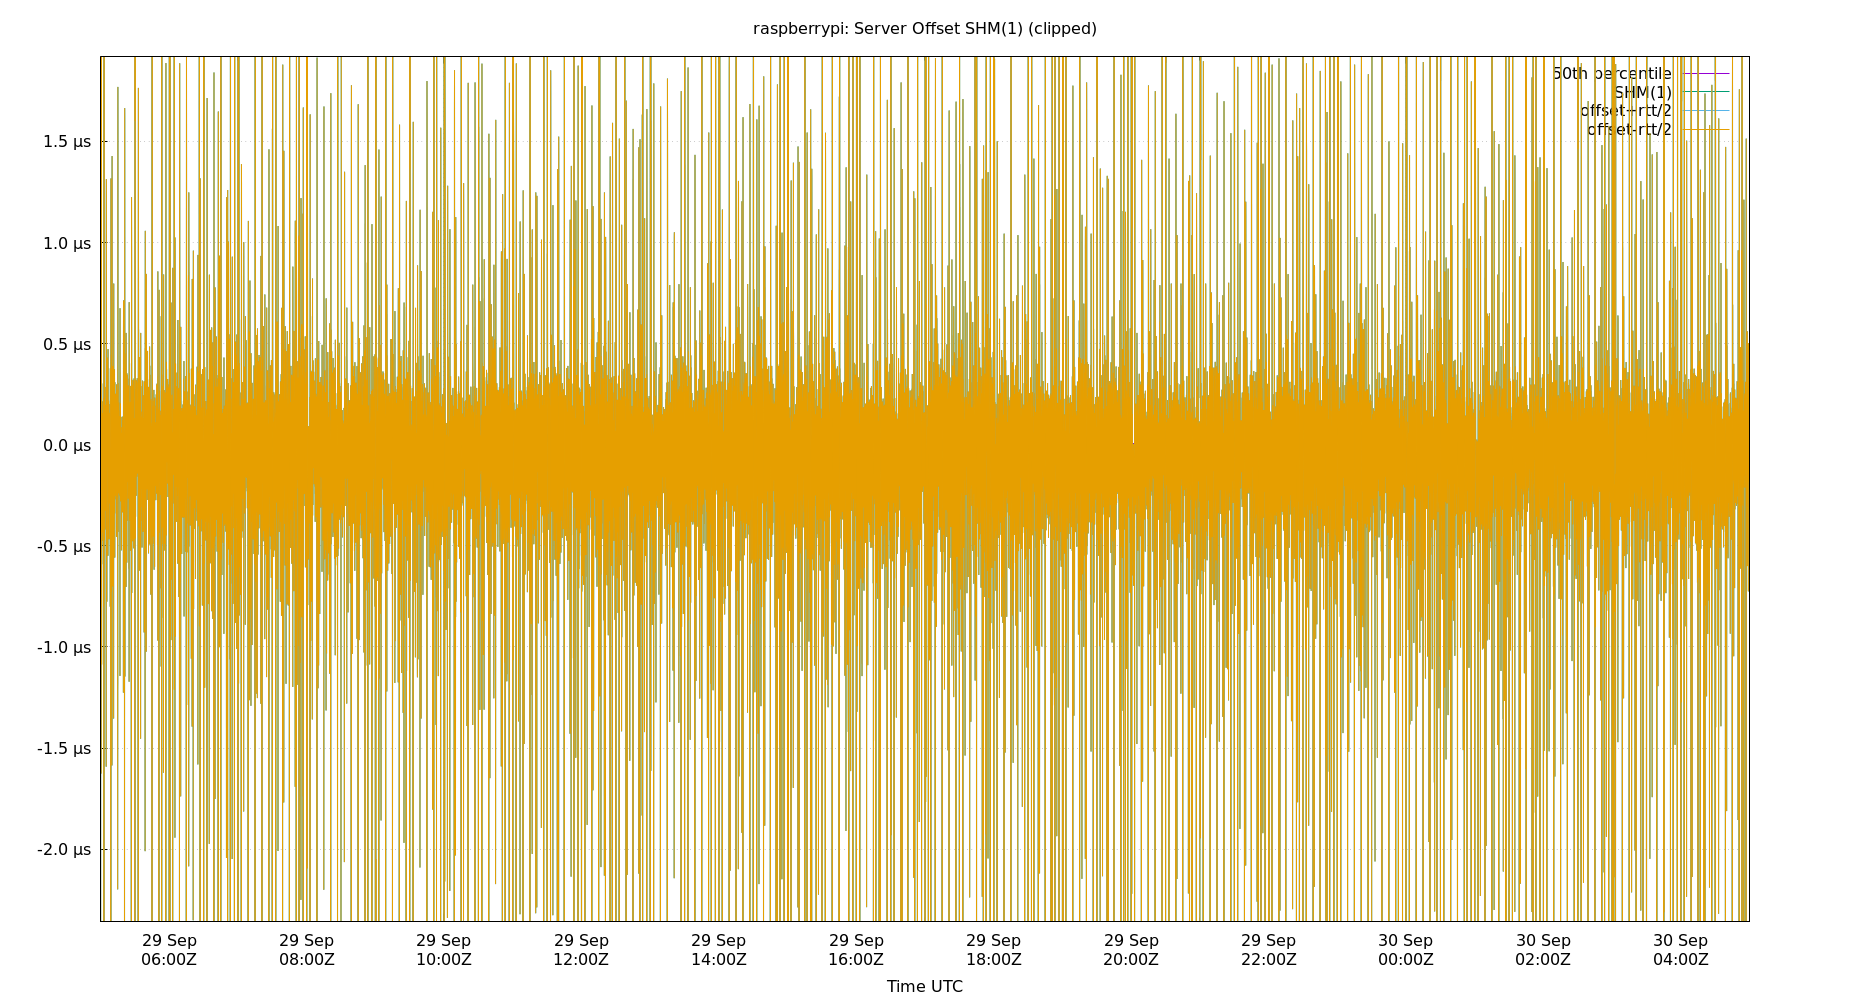 raspberrypi: Server Offset SHM(1) (clipped)
50th percentile
SHM(1)
offset+rtt/2
offset-rtt/2
1.5 µs
1.0 µs
0.5 µs
0.0 µs
-0.5 µs
-1.0 µs
-1.5 µs
-2.0 µs
29 Sep 29 Sep 29 Sep 29 Sep 29 Sep 29 Sep 29 Sep 29 Sep 29 Sep 30 Sep 30 Sep 30 Sep
06:00Z 08:00Z 10:00Z 12:00Z 14:00Z 16:00Z 18:00Z 20:00Z 22:00Z 00:00Z 02:00Z 04:00Z
Time UTC